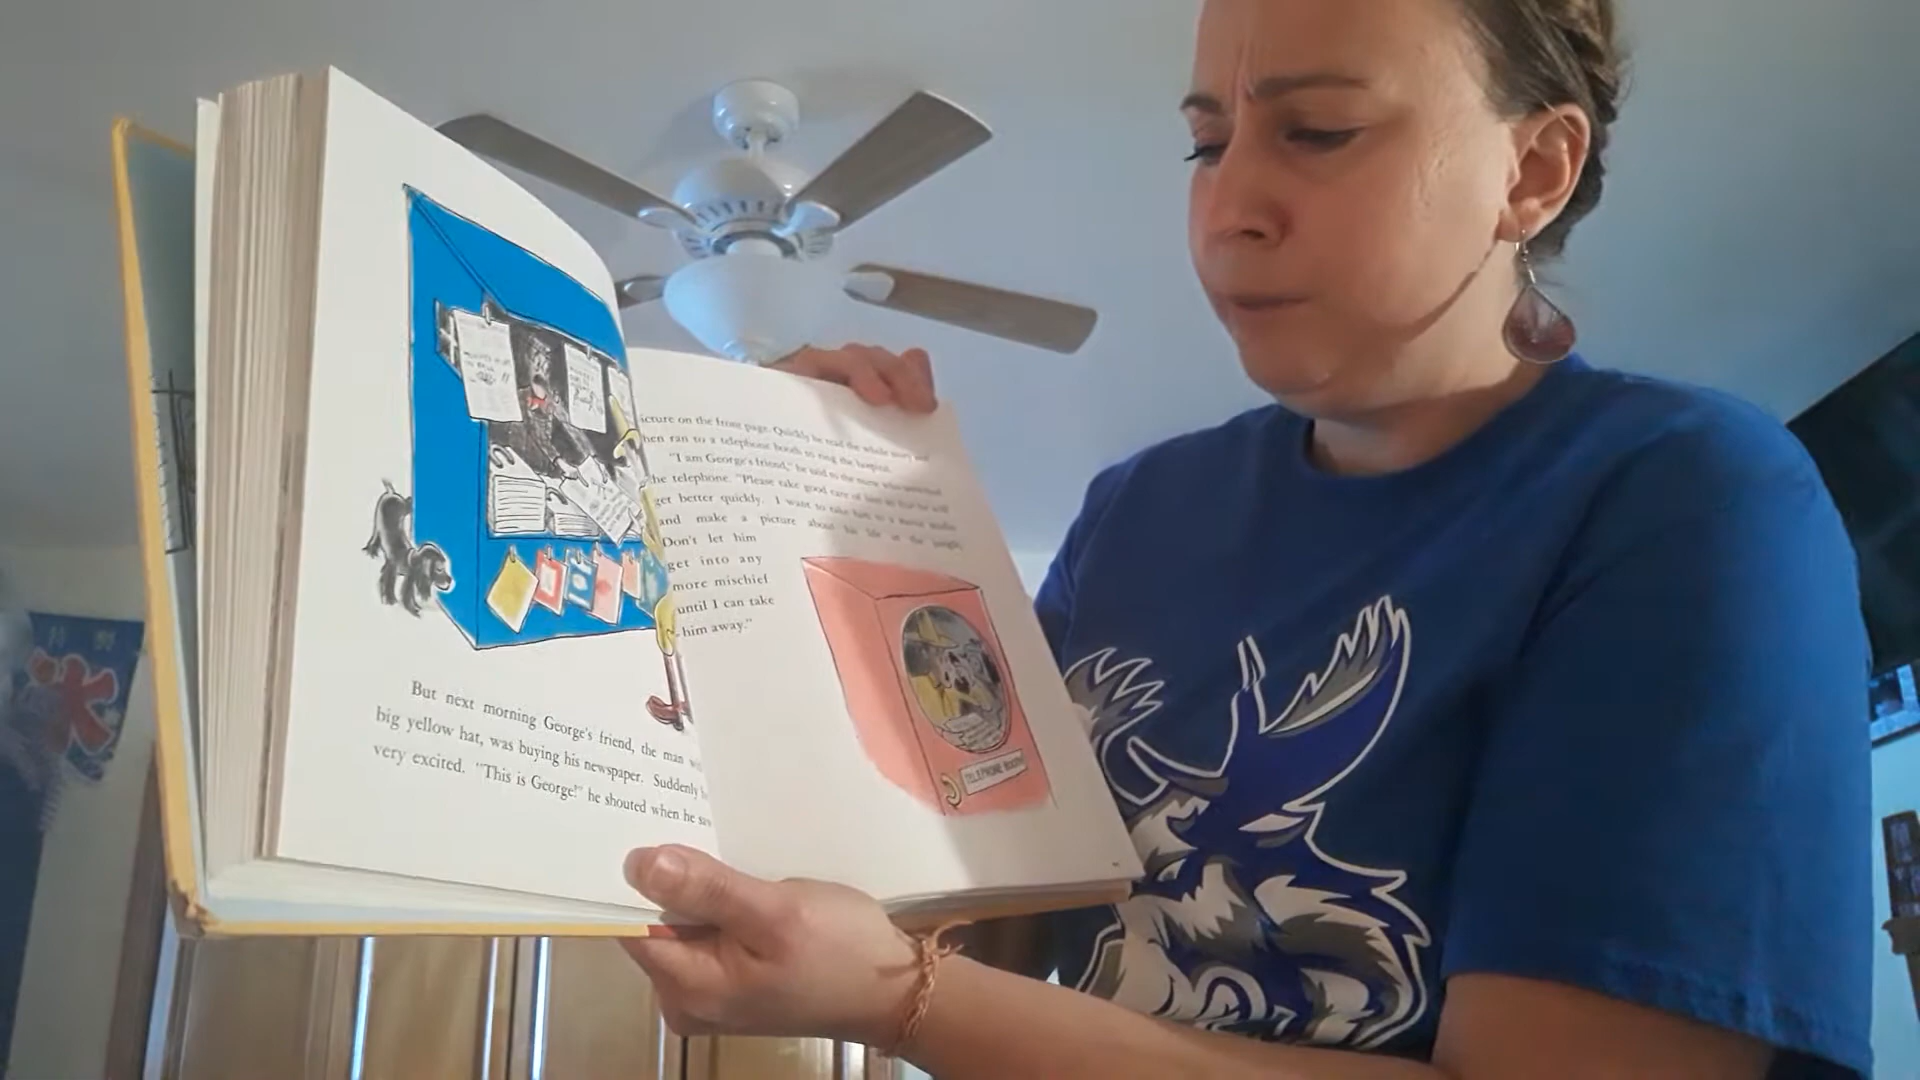 But next morning George's friend, the man
big yellow hat, was buying his newspaper. Suddenly
very excited. "This is George!" he shouted when he saw
icture on the front page. Quickly he read the whole story and
hen ran to a telephone booth to ring the hospital.
"I am George's friend," he said to the nurse who answered
he telephone. "Please take good care of him so that he will
get better quickly. I want to take him to a movie studio
and make a picture about his life in the jungle.
Don't let him
get into any
more mischief
until I can take
him away."
TELEPHONE BOOTH
氷